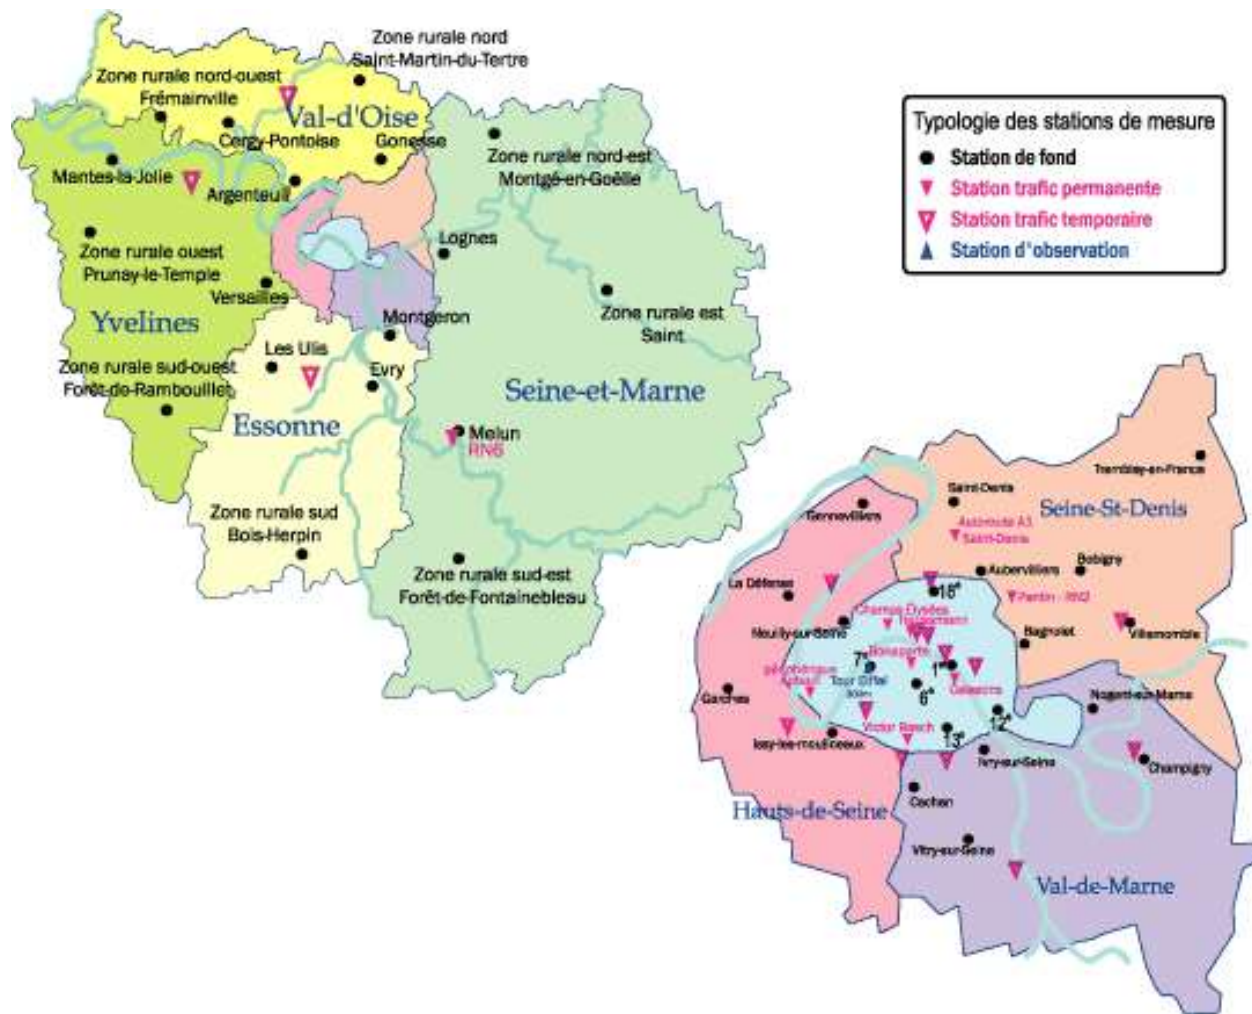 Zone rurale nord
Saint-Martin-du-Tertre
Zone rurale nord-ouest
Frémainville
Val-d'Oise
Cergy-Pontoise
Gonesse
Mantes-la-Jolie
Argenteuil
Zone rurale nord-est
Montgé-en-Goëlle
Zone rurale ouest
Prunay-le-Temple
Lognes
Versailles
Yvelines
Montgeron
Zone rurale est
Saint
Les Ulis
Zone rurale sud-ouest
Forêt-de-Rambouillet
Evry
Seine-et-Marne
Essonne
Melun
RN6
Zone rurale sud
Bois-Herpin
Zone rurale sud-est
Forêt-de-Fontainebleau
Typologie des stations de mesure
Station de fond
Station trafic permanente
Station trafic temporaire
Station d'observation
Tremblay-en-France
Saint-Denis
Gennevilliers
Seine-St-Denis
Autoroute A1
Saint-Denis
Aubervilliers
Bobigny
La Défense
18e
Pantin - RN2
Champs Elysées
Haussmann
Neuilly-sur-Seine
Bagnolet
Villemomble
Bonaparte
7e
1er
périphérique
Auteuil
Tour Eiffel
Celestins
Garches
6e
Nogent-sur-Marne
12e
Victor Basch
13e
Issy-les-moulineaux
Ivry-sur-Seine
Champigny
Cachan
Hauts-de-Seine
Vitry-sur-Seine
Val-de-Marne